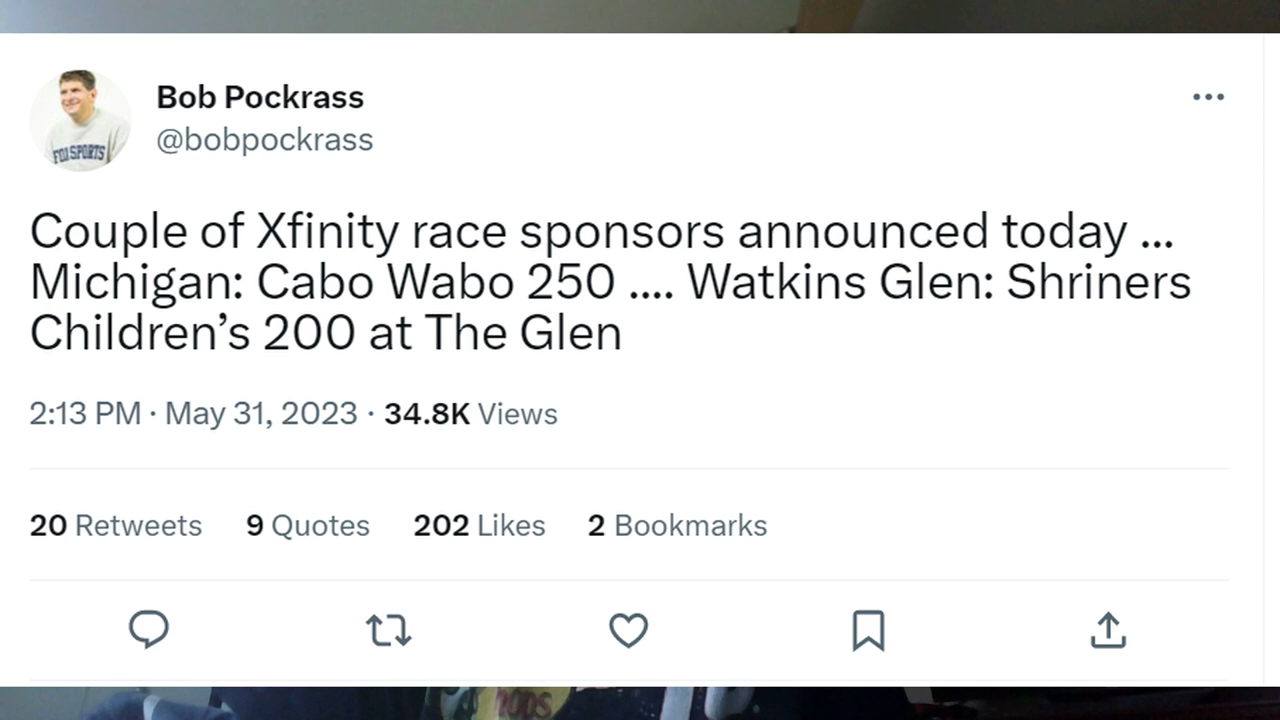 Bob Pockrass
@bobpockrass
FOX SPORTS
Couple of Xfinity race sponsors announced today ...
Michigan: Cabo Wabo 250 .... Watkins Glen: Shriners
Children’s 200 at The Glen
2:13 PM · May 31, 2023 · 34.8K Views
20 Retweets 9 Quotes 202 Likes 2 Bookmarks